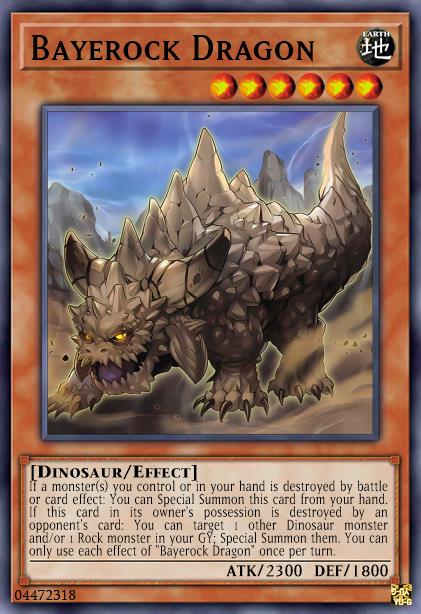 Bayerock Dragon
EARTH
地
[Dinosaur/Effect]
If a monster(s) you control or in your hand is destroyed by battle
or card effect: You can Special Summon this card from your hand.
If this card in its owner's possession is destroyed by an
opponent's card: You can target 1 other Dinosaur monster
and/or 1 Rock monster in your GY; Special Summon them. You can
only use each effect of "Bayerock Dragon" once per turn.
ATK/2300 DEF/1800
04472318